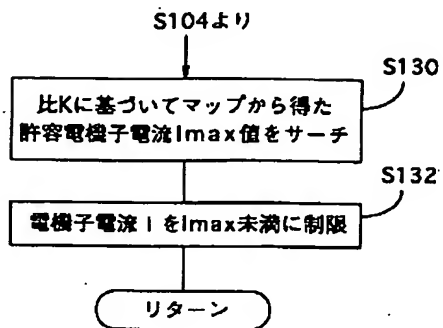 S104より
S130
比Kに基づいてマップから得た
許容電機子電流Imax値をサーチ
S132
電機子電流IをImax未満に制限
リターン